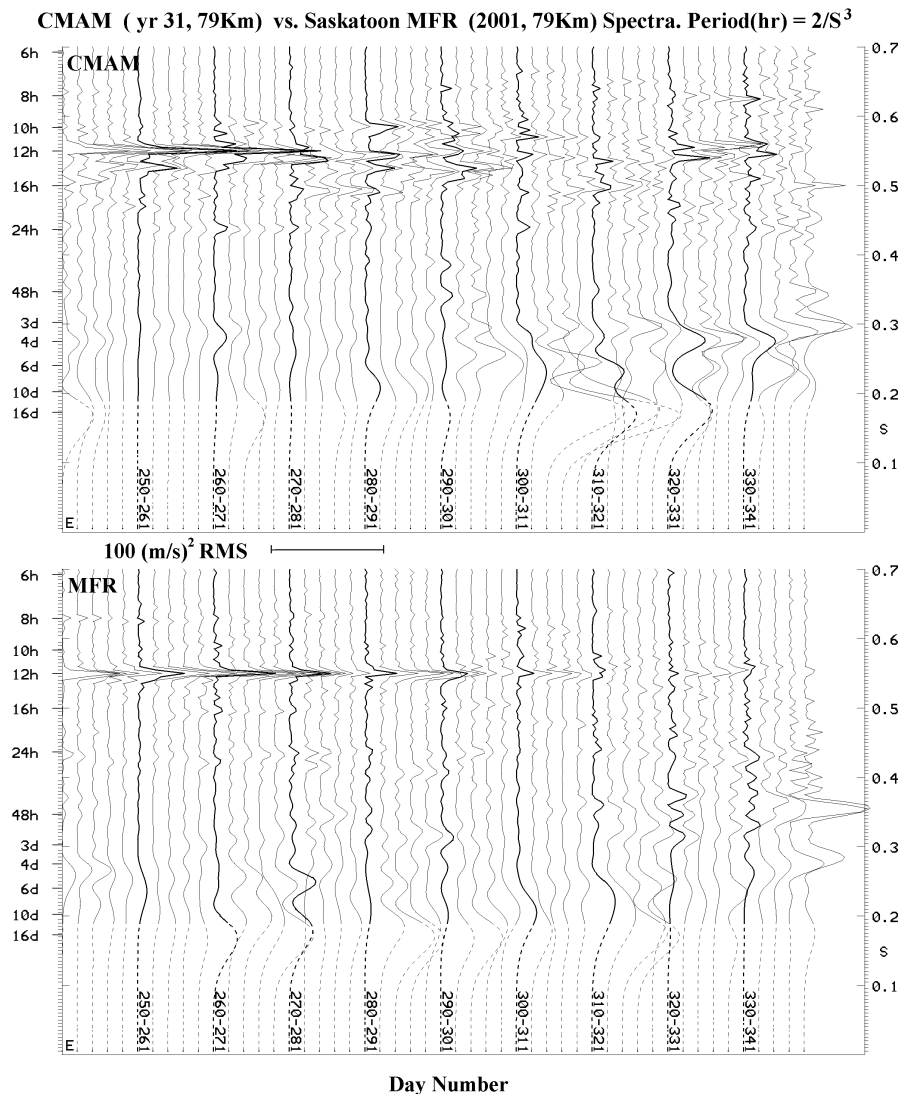 CMAM ( yr 31, 79Km) vs. Saskatoon MFR (2001, 79Km) Spectra. Period(hr) = 2/S³
CMAM
6h
8h
10h
12h
16h
24h
48h
3d
4d
6d
10d
16d
0.7
0.6
0.5
0.4
0.3
0.2
S
0.1
E
250-261
260-271
270-281
280-291
290-301
300-311
310-321
320-331
330-341
100 (m/s)² RMS
MFR
6h
8h
10h
12h
16h
24h
48h
3d
4d
6d
10d
16d
0.7
0.6
0.5
0.4
0.3
0.2
S
0.1
E
250-261
260-271
270-281
280-291
290-301
300-311
310-321
320-331
330-341
Day Number